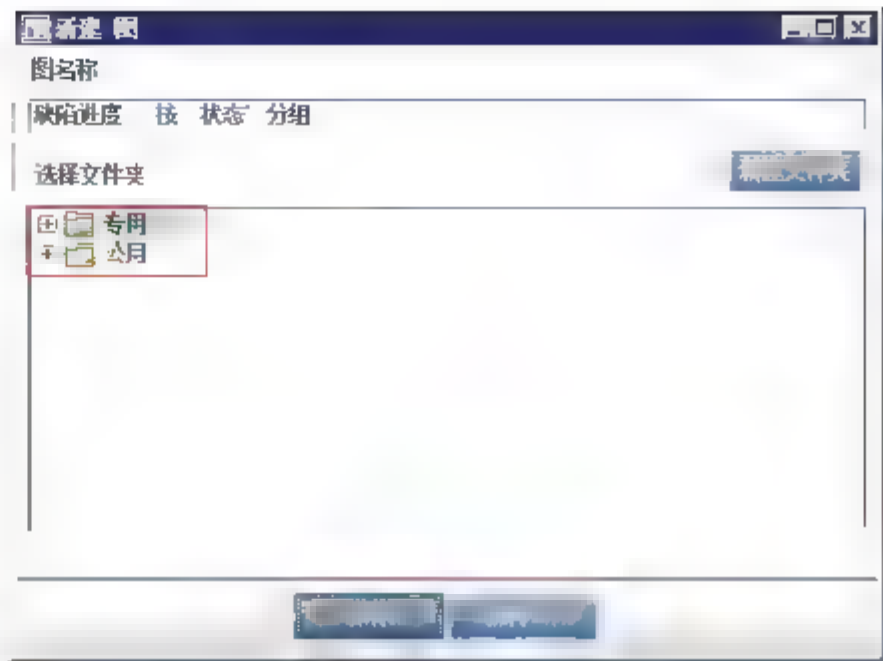 新建 图
图名称
缺陷进度 按 状态 分组
选择文件夹
专用
公用